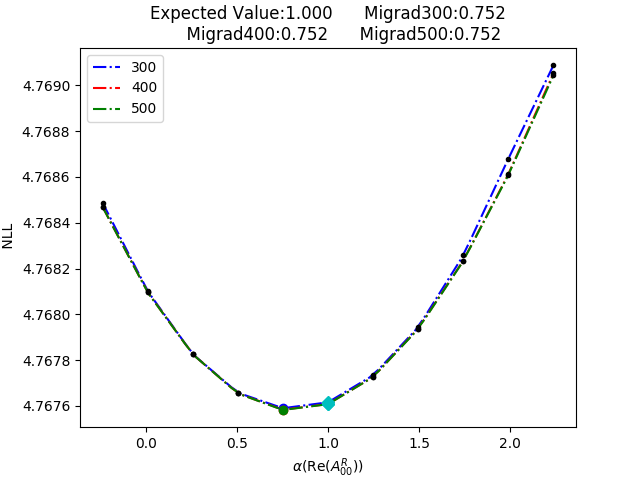 Expected Value:1.000 Migrad300:0.752
Migrad400:0.752 Migrad500:0.752
300
400
500
4.7690
4.7688
4.7686
4.7684
4.7682
4.7680
4.7678
4.7676
NLL
0.0 0.5 1.0 1.5 2.0
α(Re(A^R_00))